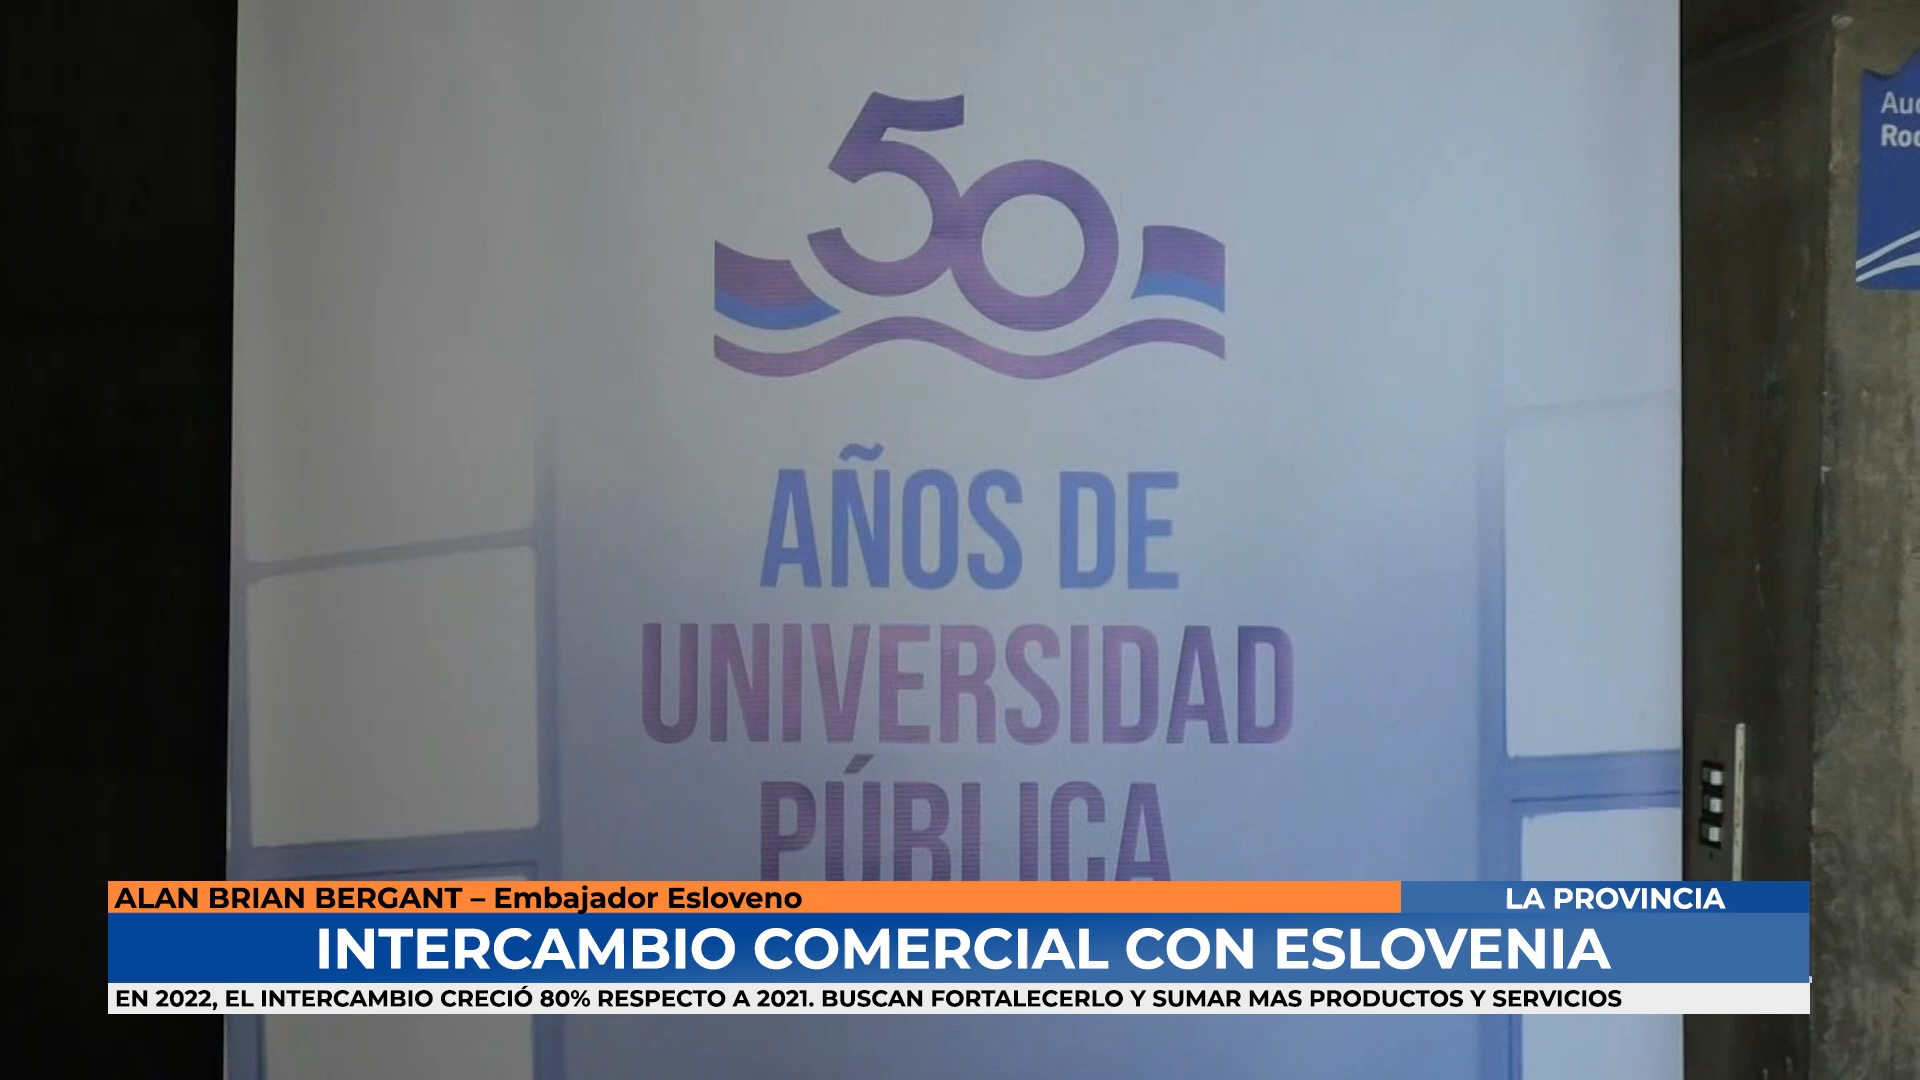 50
AÑOS DE
UNIVERSIDAD
PÚBLICA
ALAN BRIAN BERGANT – Embajador Esloveno
LA PROVINCIA
INTERCAMBIO COMERCIAL CON ESLOVENIA
EN 2022, EL INTERCAMBIO CRECIÓ 80% RESPECTO A 2021. BUSCAN FORTALECERLO Y SUMAR MAS PRODUCTOS Y SERVICIOS